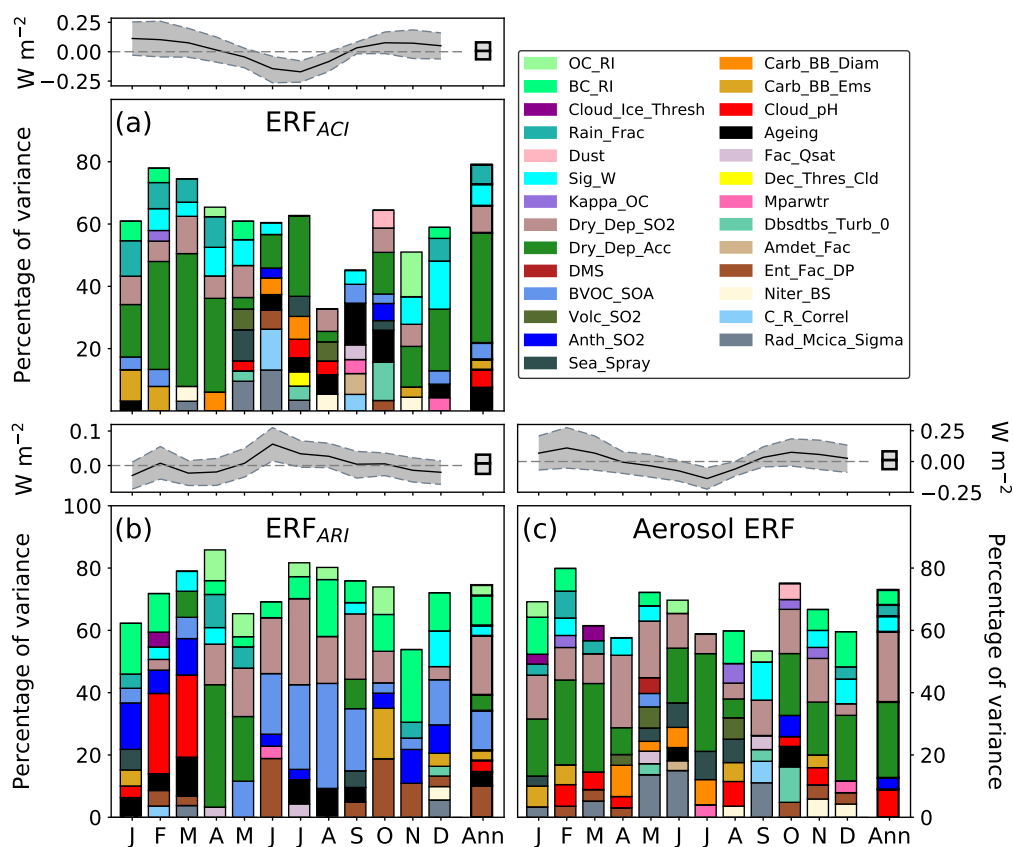 0.25
0.00
−0.25
W m−2
(a) ERF_ACI
80
60
40
20
Percentage of variance
OC_RI
BC_RI
Cloud_Ice_Thresh
Rain_Frac
Dust
Sig_W
Kappa_OC
Dry_Dep_SO2
Dry_Dep_Acc
DMS
BVOC_SOA
Volc_SO2
Anth_SO2
Sea_Spray
Carb_BB_Diam
Carb_BB_Ems
Cloud_pH
Ageing
Fac_Qsat
Dec_Thres_Cld
Mparwtr
Dbsdtbs_Turb_0
Amdet_Fac
Ent_Fac_DP
Niter_BS
C_R_Correl
Rad_Mcica_Sigma
0.1
0.0
W m−2
0.25
0.00
−0.25
W m−2
(b) ERF_ARI
100
80
60
40
20
0
Percentage of variance
J F M A M J J A S O N D Ann
(c) Aerosol ERF
80
60
40
20
0
Percentage of variance
J F M A M J J A S O N D Ann